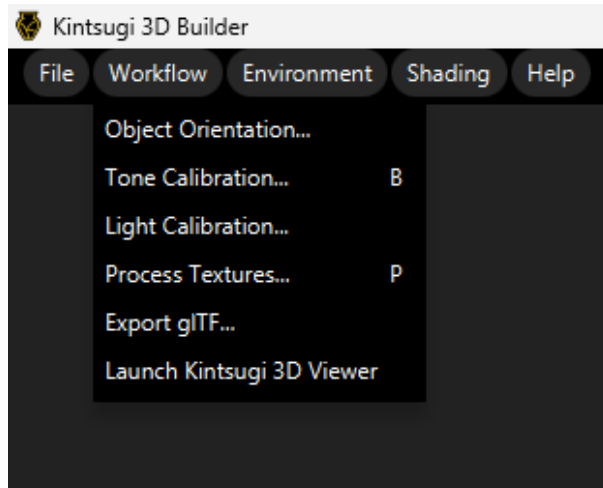 Kintsugi 3D Builder
File Workflow Environment Shading Help
Object Orientation...
Tone Calibration... B
Light Calibration...
Process Textures... P
Export glTF...
Launch Kintsugi 3D Viewer